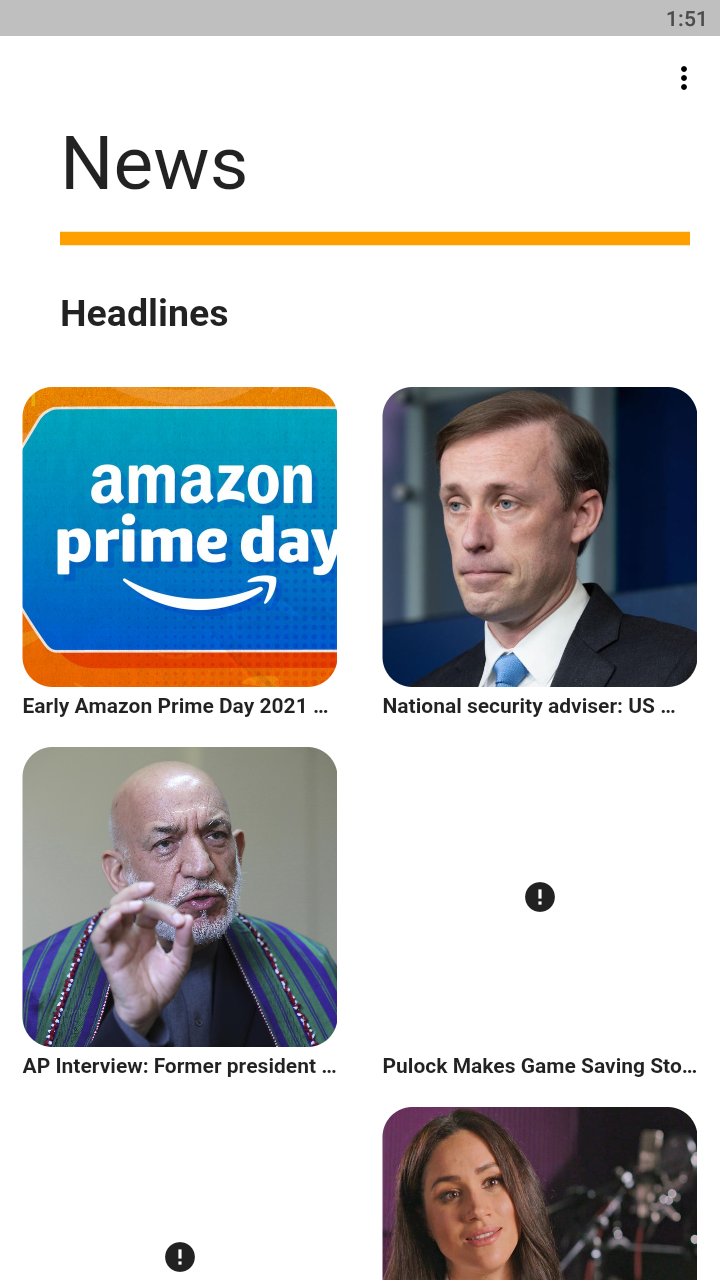 1:51
News
Headlines
amazon
prime day
Early Amazon Prime Day 2021 …
National security adviser: US …
AP Interview: Former president …
Pulock Makes Game Saving Sto…